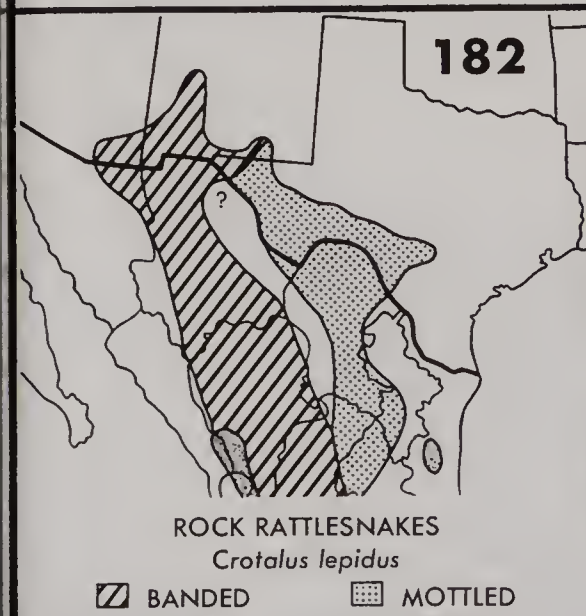 182
?
ROCK RATTLESNAKES
Crotalus lepidus
BANDED MOTTLED